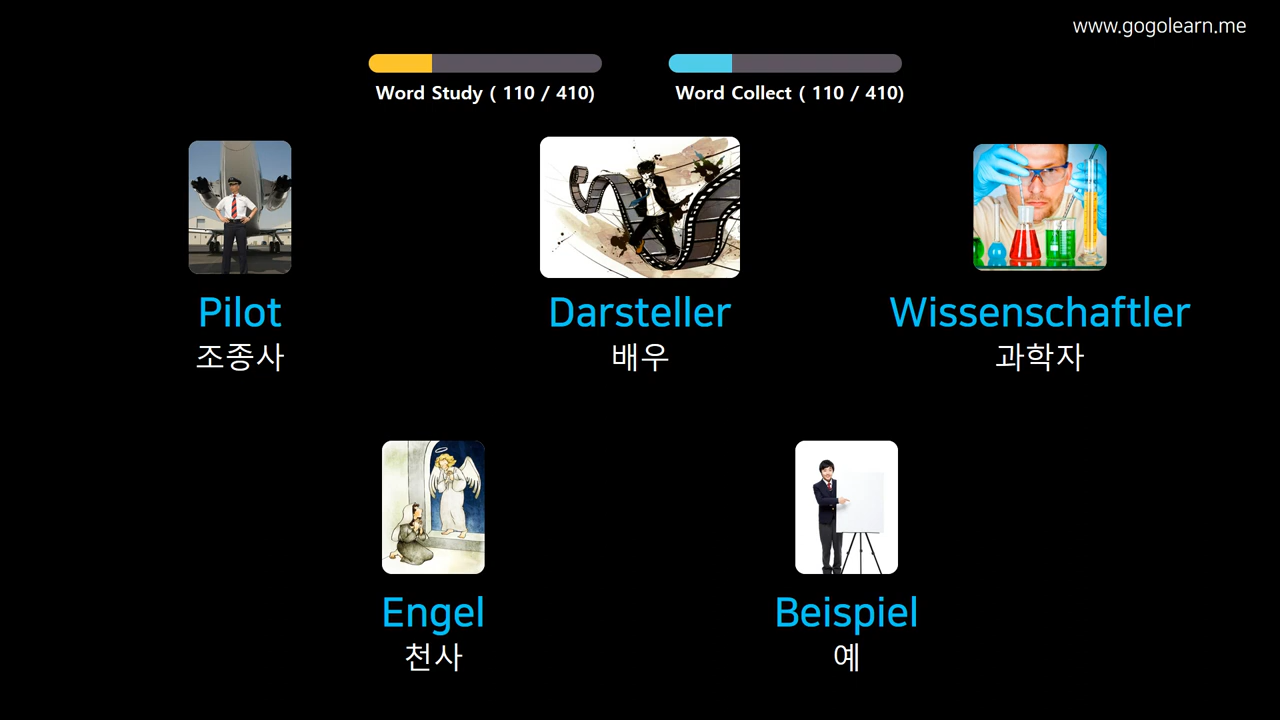 www.gogolearn.me
Word Study ( 110 / 410)
Word Collect ( 110 / 410)
Pilot
조종사
Darsteller
배우
Wissenschaftler
과학자
Engel
천사
Beispiel
예